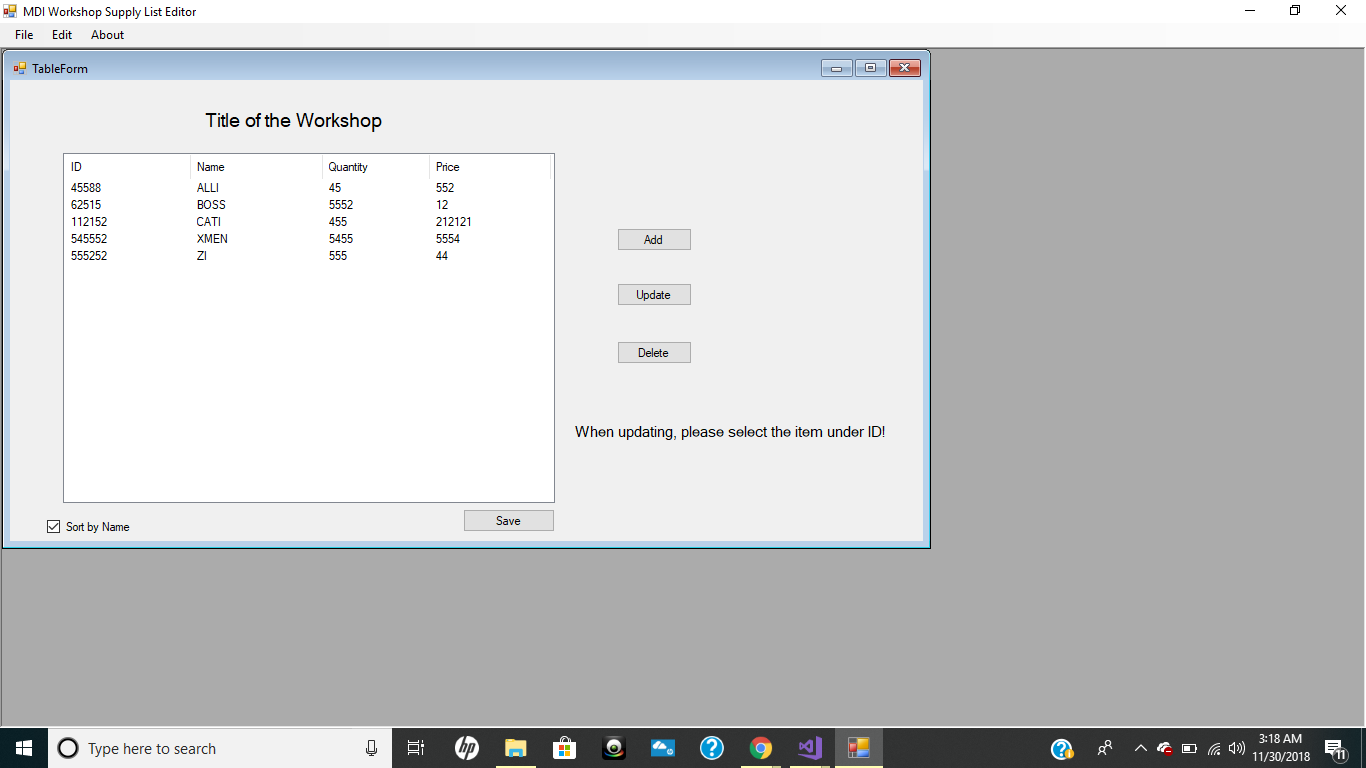 MDI Workshop Supply List Editor
File Edit About
TableForm
Title of the Workshop
ID Name Quantity Price
45588 ALLI 45 552
62515 BOSS 5552 12
112152 CATI 455 212121
545552 XMEN 5455 5554
555252 ZI 555 44
Add
Update
Delete
When updating, please select the item under ID!
Sort by Name
Save
Type here to search
hp
3:18 AM
11/30/2018
11